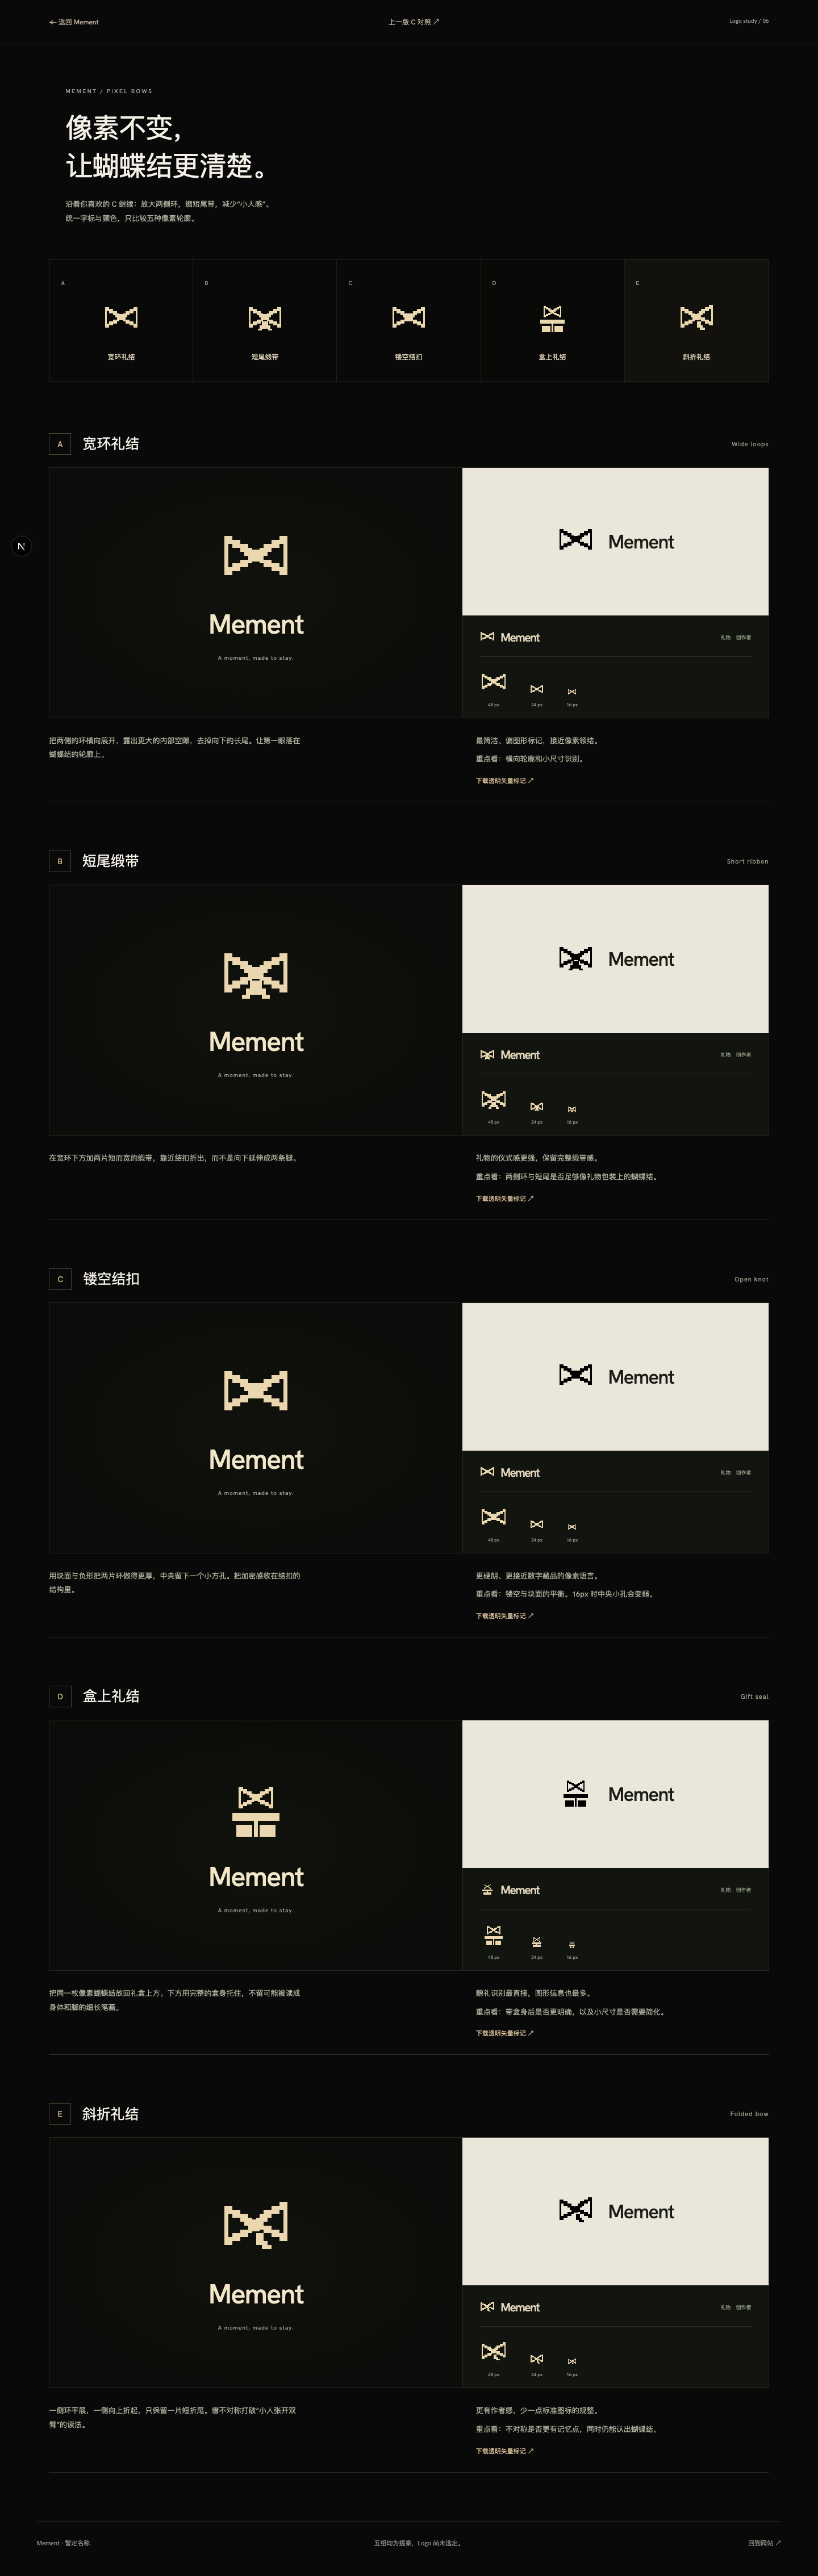 ← 返回 Mement
上一版 C 对照 ↗
Logo study / 06
MEMENT / PIXEL BOWS
像素不变，
让蝴蝶结更清楚。
沿着你喜欢的 C 继续：放大两侧环，缩短尾带，减少“小人感”。
统一字标与颜色，只比较五种像素轮廓。
A
宽环礼结
B
短尾缎带
C
镂空结扣
D
盒上礼结
E
斜折礼结
A
宽环礼结
Wide loops
Mement
A moment, made to stay.
Mement
Mement
礼物 创作者
48 px
24 px
16 px
把两侧的环横向展开，露出更大的内部空隙，去掉向下的长尾。让第一眼落在
蝴蝶结的轮廓上。
最简洁、偏图形标记，接近像素领结。
重点看：横向轮廓和小尺寸识别。
下载透明矢量标记 ↗
B
短尾缎带
Short ribbon
Mement
A moment, made to stay.
Mement
Mement
礼物 创作者
48 px
24 px
16 px
在宽环下方加两片短而宽的缎带，靠近结扣折出，而不是向下延伸成两条腿。
礼物的仪式感更强，保留完整缎带感。
重点看：两侧环与短尾是否足够像礼物包装上的蝴蝶结。
下载透明矢量标记 ↗
C
镂空结扣
Open knot
Mement
A moment, made to stay.
Mement
Mement
礼物 创作者
48 px
24 px
16 px
用块面与负形把两片环做得更厚，中央留下一个小方孔。把加密感收在结扣的
结构里。
更硬朗、更接近数字藏品的像素语言。
重点看：镂空与块面的平衡。16px 时中央小孔会变弱。
下载透明矢量标记 ↗
D
盒上礼结
Gift seal
Mement
A moment, made to stay.
Mement
Mement
礼物 创作者
48 px
24 px
16 px
把同一枚像素蝴蝶结放回礼盒上方。下方用完整的盒身托住，不留可能被读成
身体和脚的细长笔画。
赠礼识别最直接，图形信息也最多。
重点看：带盒身后是否更明确，以及小尺寸是否需要简化。
下载透明矢量标记 ↗
E
斜折礼结
Folded bow
Mement
A moment, made to stay.
Mement
Mement
礼物 创作者
48 px
24 px
16 px
一侧环平展，一侧向上折起，只保留一片短折尾。借不对称打破“小人张开双
臂”的读法。
更有作者感，少一点标准图标的规整。
重点看：不对称是否更有记忆点，同时仍能认出蝴蝶结。
下载透明矢量标记 ↗
Mement · 暂定名称
五组均为提案，Logo 尚未选定。
回到网站 ↗